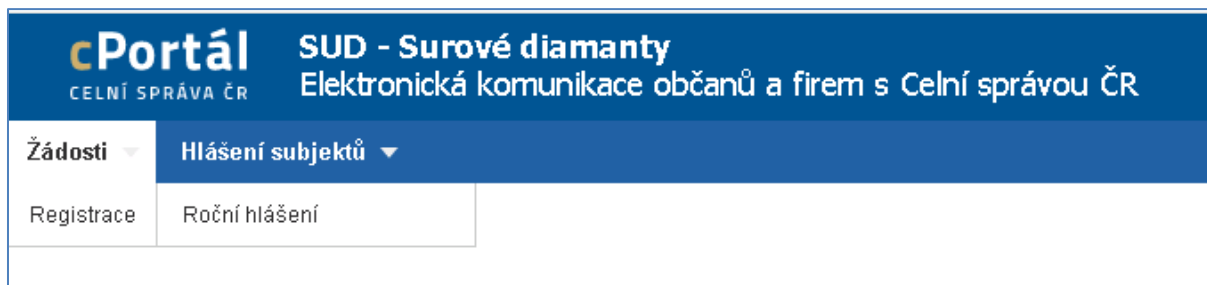 cPortál
CELNÍ SPRÁVA ČR
SUD - Surové diamanty
Elektronická komunikace občanů a firem s Celní správou ČR
Žádosti Hlášení subjektů
Registrace Roční hlášení